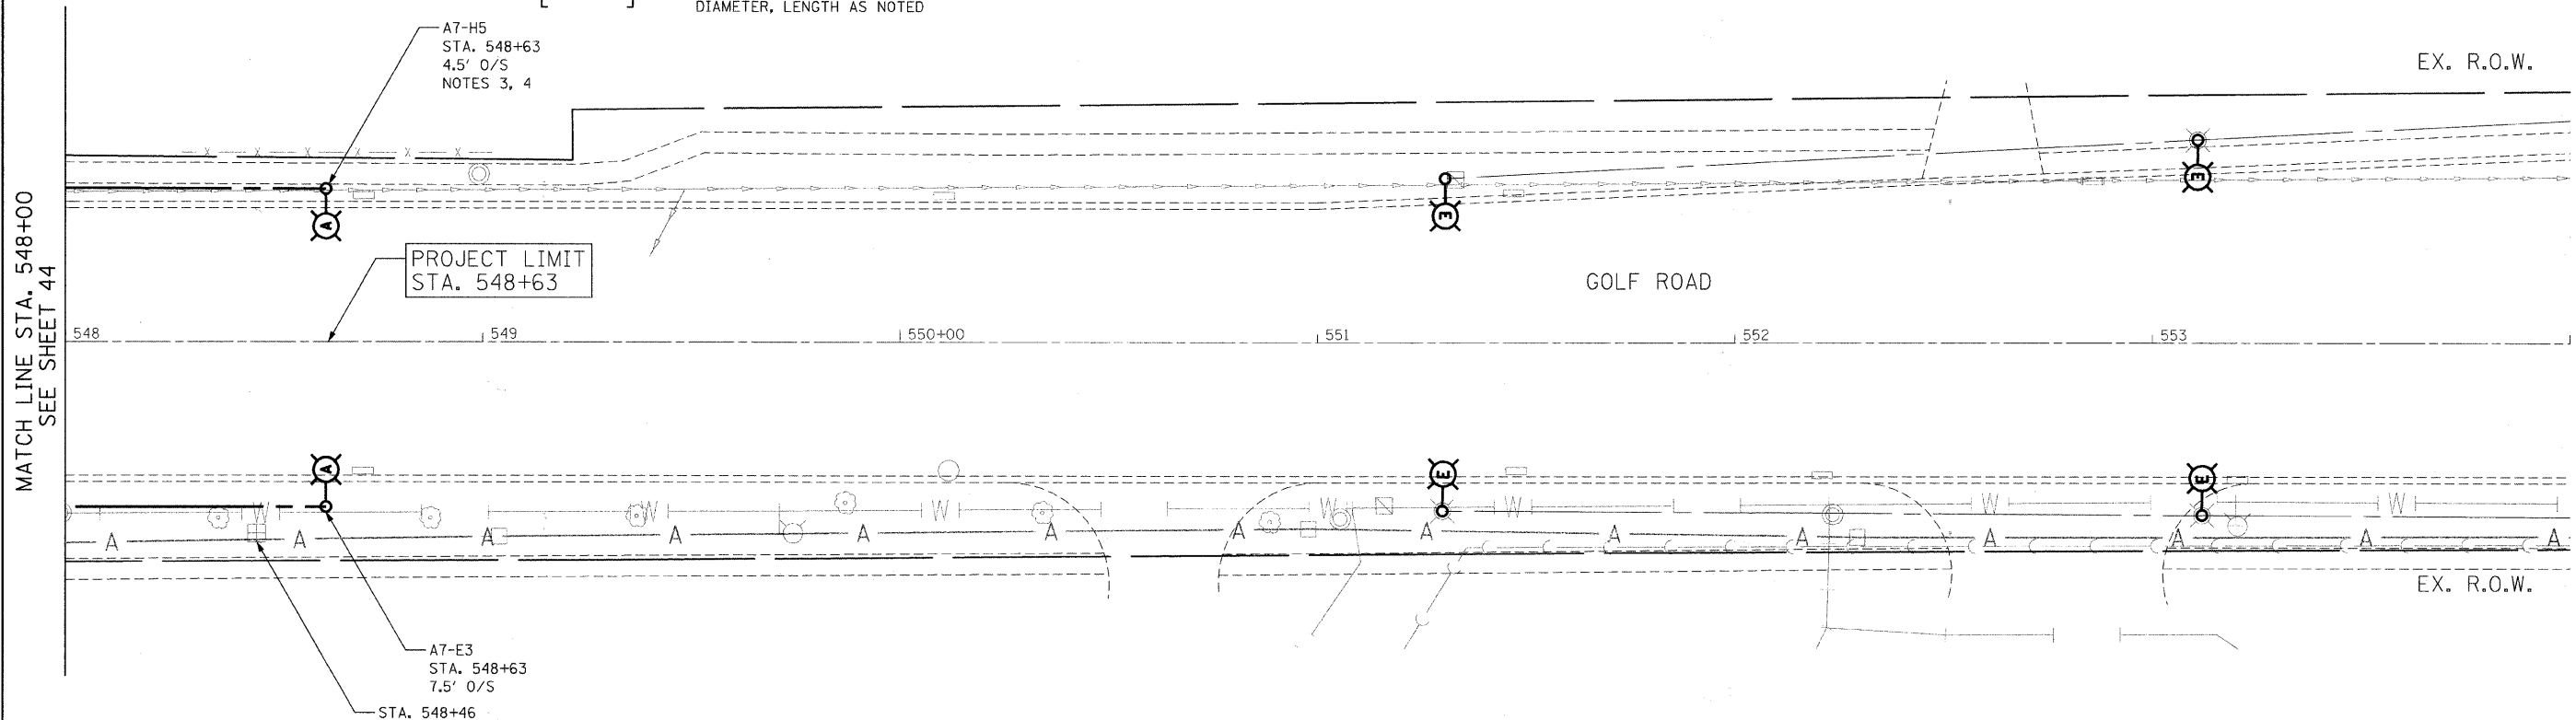 DIAMETER, LENGTH AS NOTED
A7-H5
STA. 548+63
4.5' O/S
NOTES 3, 4
EX. R.O.W.
X X X X X X
A
E
E
MATCH LINE STA. 548+00
SEE SHEET 44
PROJECT LIMIT
STA. 548+63
GOLF ROAD
548 549 550+00 551 552 553
A
E
E
W W W W W W W
A A A A A A A A A A A A A A
EX. R.O.W.
A7-E3
STA. 548+63
7.5' O/S
STA. 548+46